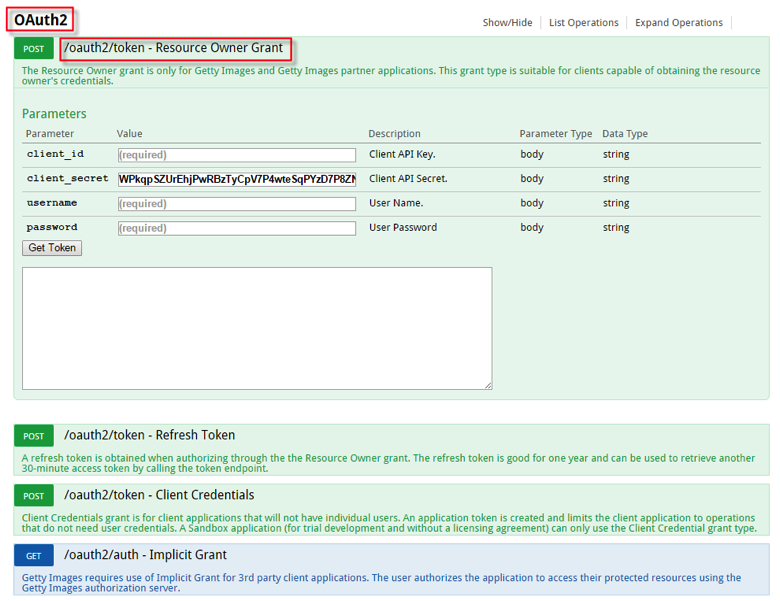 OAuth2
Show/Hide
List Operations
Expand Operations
POST /oauth2/token - Resource Owner Grant
The Resource Owner grant is only for Getty Images and Getty Images partner applications. This grant type is suitable for clients capable of obtaining the resource
owner's credentials.
Parameters
Parameter Value Description Parameter Type Data Type
client_id (required) Client API Key. body string
client_secret WPkqpSZUrEhjPwRBzTyCpV7P4wteSqPYzD7P8ZN Client API Secret. body string
username (required) User Name. body string
password (required) User Password body string
Get Token
POST /oauth2/token - Refresh Token
A refresh token is obtained when authorizing through the the Resource Owner grant. The refresh token is good for one year and can be used to retrieve another
30-minute access token by calling the token endpoint.
POST /oauth2/token - Client Credentials
Client Credentials grant is for client applications that will not have individual users. An application token is created and limits the client application to operations
that do not need user credentials. A Sandbox application (for trial development and without a licensing agreement) can only use the Client Credential grant type.
GET /oauth2/auth - Implicit Grant
Getty Images requires use of Implicit Grant for 3rd party client applications. The user authorizes the application to access their protected resources using the
Getty Images authorization server.